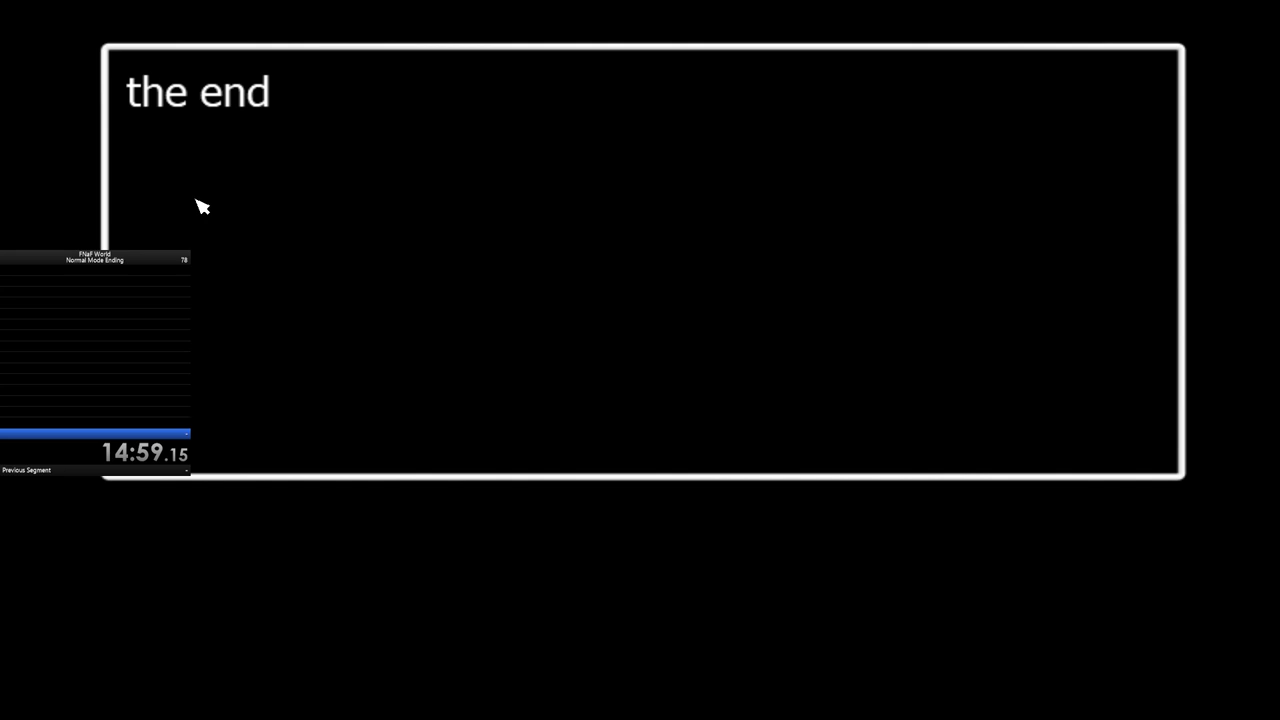 the end
FNaF World
Normal Mode Ending 78
-
14:59.15
Previous Segment -